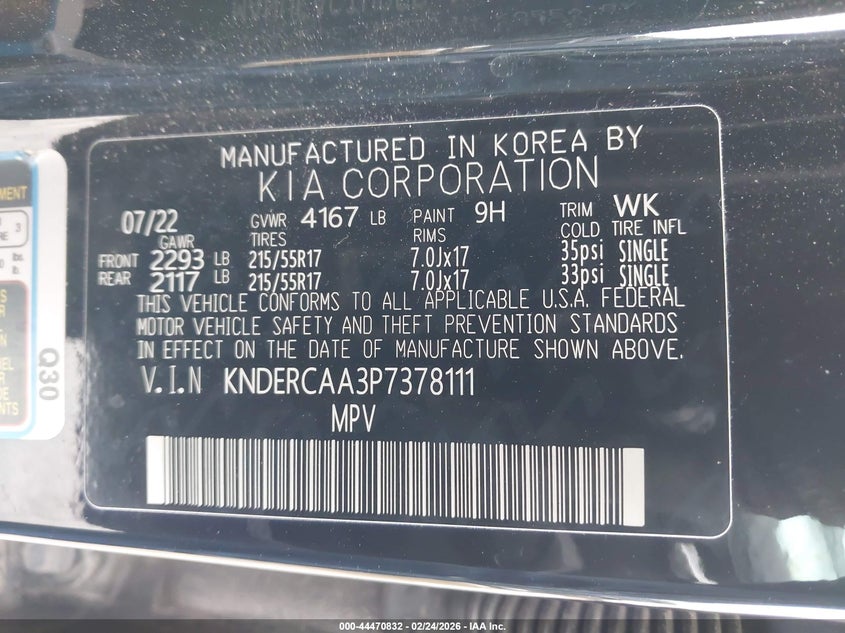 MANUFACTURED IN KOREA BY
KIA CORPORATION
07/22 GVWR 4167 LB PAINT 9H TRIM WK
GAWR TIRES RIMS COLD TIRE INFL
FRONT 2293 LB 215/55R17 7.0Jx17 35psi SINGLE
REAR 2117 LB 215/55R17 7.0Jx17 33psi SINGLE
THIS VEHICLE CONFORMS TO ALL APPLICABLE U.S.A. FEDERAL
MOTOR VEHICLE SAFETY AND THEFT PREVENTION STANDARDS
IN EFFECT ON THE DATE OF MANUFACTURE SHOWN ABOVE.
V.I.N KNDERCAA3P7378111
MPV
Q30
000-44470832 - 02/24/2026 - IAA Inc.